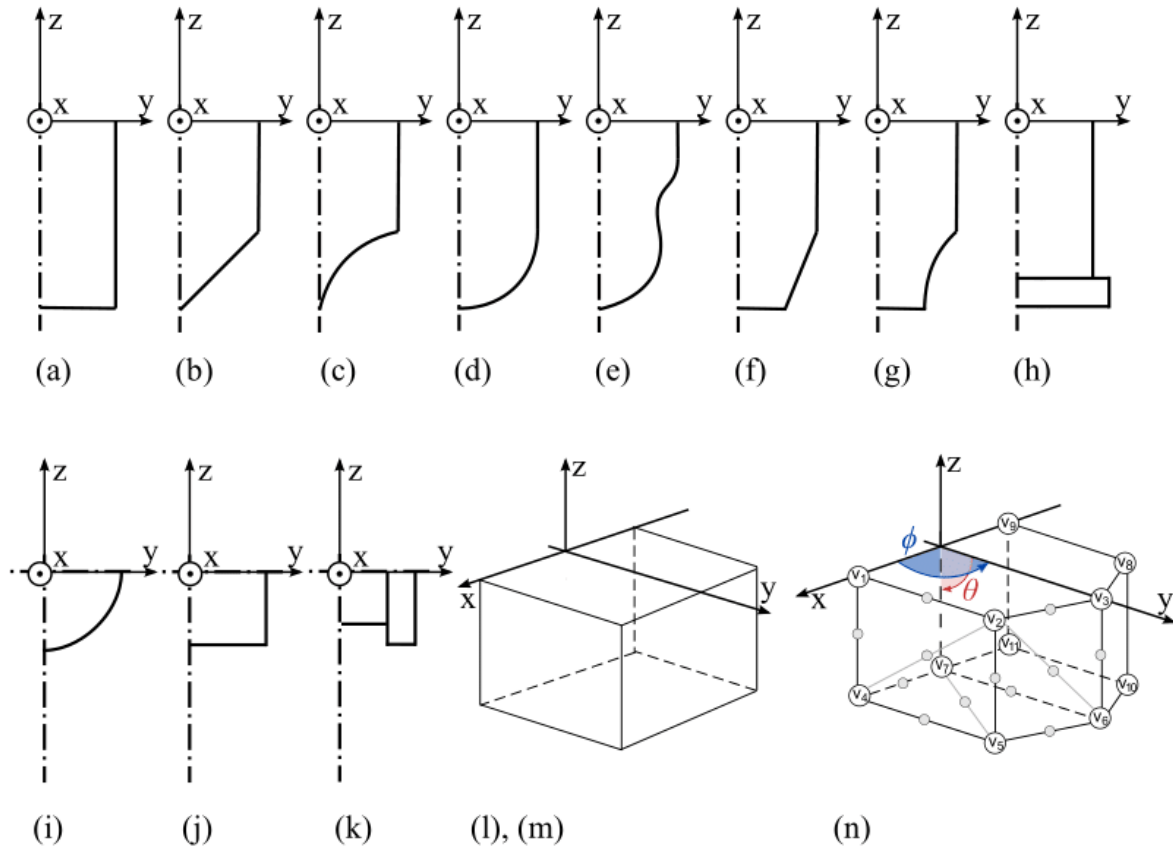 z z z z z z z z
x y x y x y x y x y x y x y x y
(a) (b) (c) (d) (e) (f) (g) (h)
z z z z z
x y x y x y x y ϕ θ x y
v1 v2 v3 v4 v5 v6 v7 v8 v9 v10 v11
(i) (j) (k) (l), (m) (n)